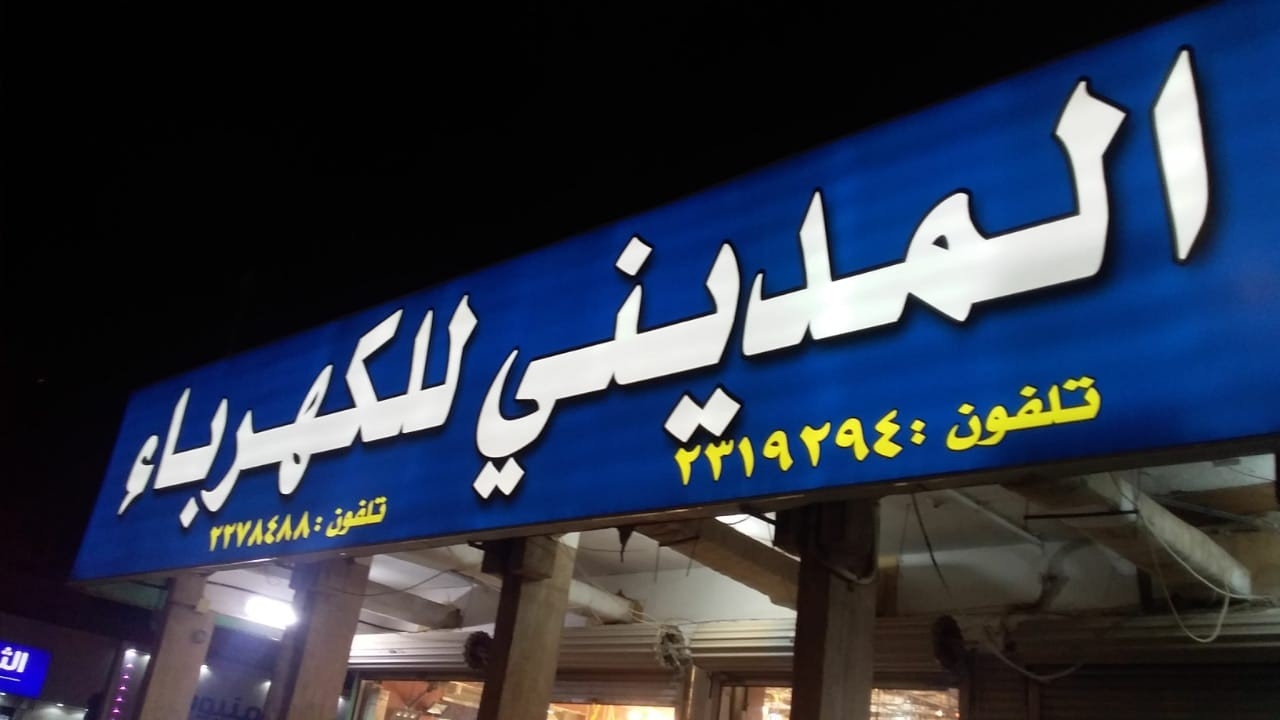 المديني للكهرباء
تلفون : ٢٣١٩٢٩٤
تلفون : ٢٢٧٨٤٨٨